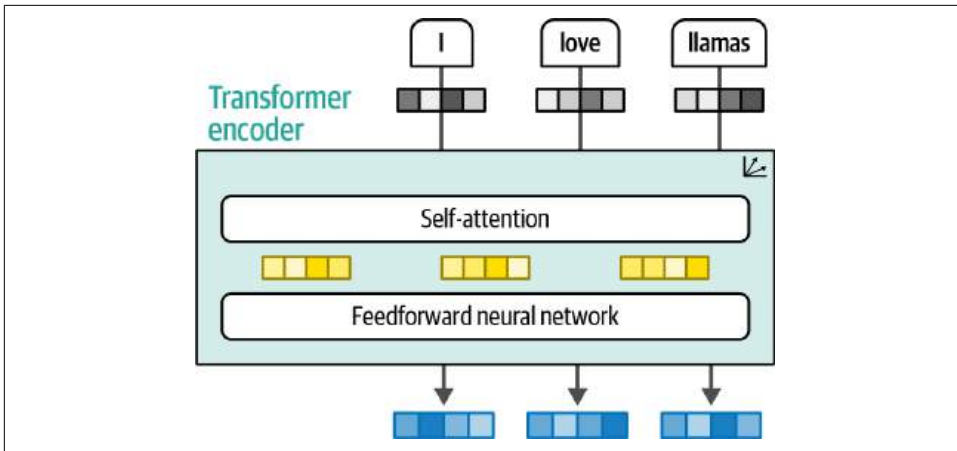 I
love
llamas
Transformer
encoder
Self-attention
Feedforward neural network